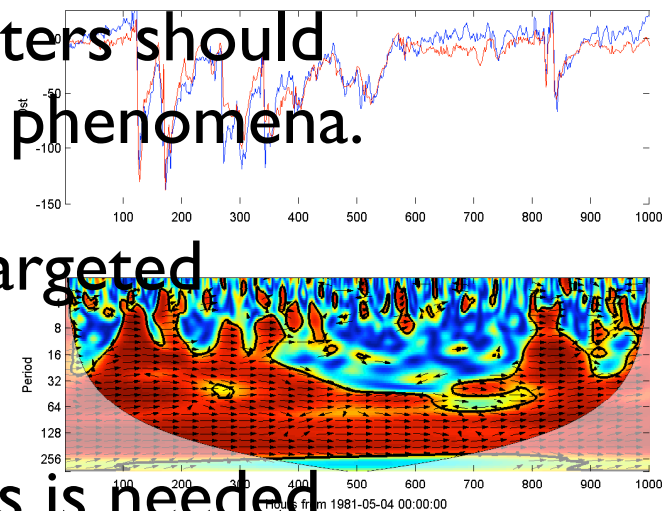 ters should
phenomena.
0
-50
-100
-150
Dst
100 200 300 400 500 600 700 800 900 1000
argeted
8
16
32
64
128
256
Period
100 200 300 400 500 600 700 800 900 1000
s is needed
Hours from 1981-05-04 00:00:00